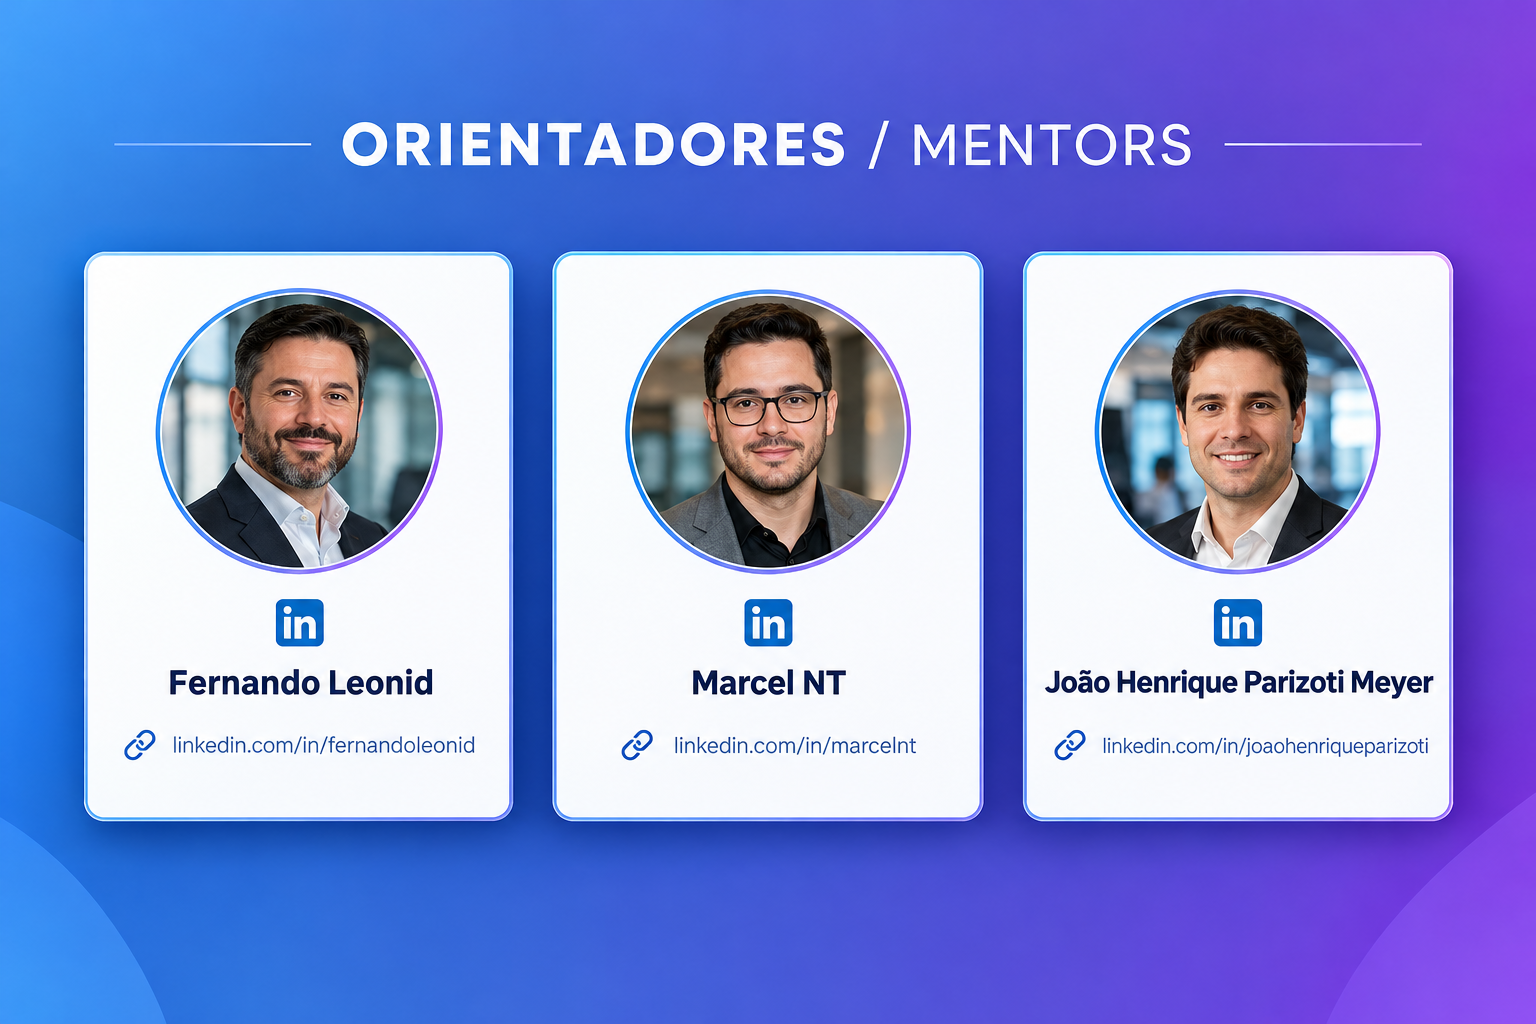 ORIENTADORES / MENTORS
in
Fernando Leonid
linkedin.com/in/fernandoleonid
in
Marcel NT
linkedin.com/in/marcelnt
in
João Henrique Parizoti Meyer
linkedin.com/in/joaohenriqueparizoti